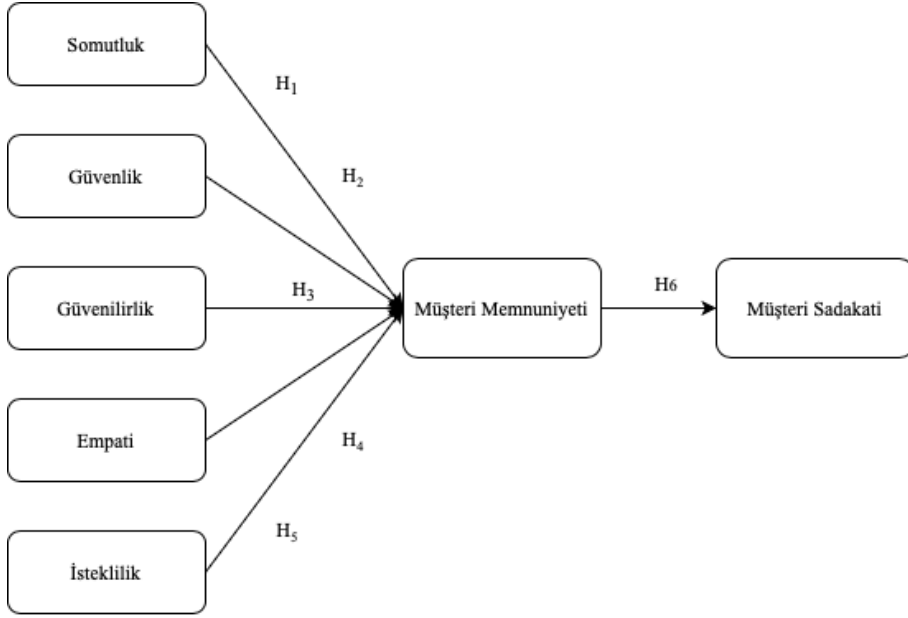 Somutluk
H1
Güvenlik
H2
Güvenilirlik
H3
Müşteri Memnuniyeti
H6
Müşteri Sadakati
Empati
H4
İsteklilik
H5